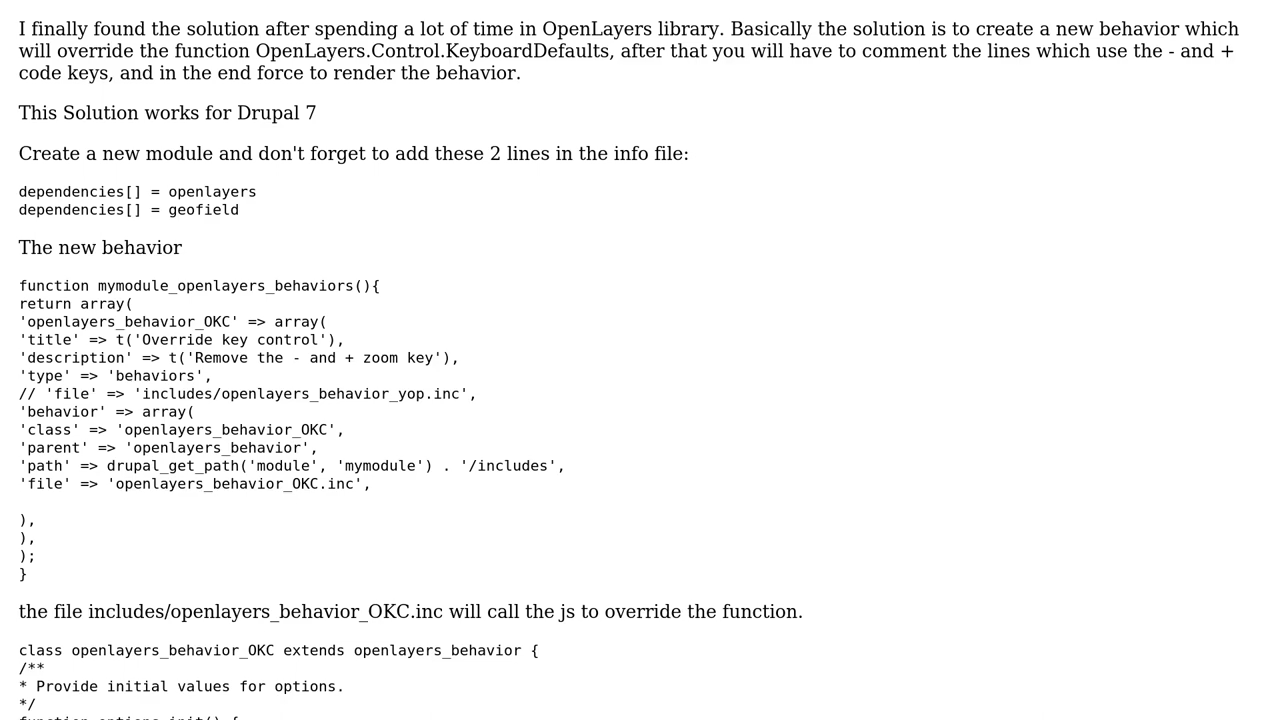 I finally found the solution after spending a lot of time in OpenLayers library. Basically the solution is to create a new behavior which
will override the function OpenLayers.Control.KeyboardDefaults, after that you will have to comment the lines which use the - and +
code keys, and in the end force to render the behavior.
This Solution works for Drupal 7
Create a new module and don't forget to add these 2 lines in the info file:
dependencies[] = openlayers
dependencies[] = geofield
The new behavior
function mymodule_openlayers_behaviors(){
return array(
'openlayers_behavior_OKC' => array(
'title' => t('Override key control'),
'description' => t('Remove the - and + zoom key'),
'type' => 'behaviors',
// 'file' => 'includes/openlayers_behavior_yop.inc',
'behavior' => array(
'class' => 'openlayers_behavior_OKC',
'parent' => 'openlayers_behavior',
'path' => drupal_get_path('module', 'mymodule') . '/includes',
'file' => 'openlayers_behavior_OKC.inc',
),
),
);
}
the file includes/openlayers_behavior_OKC.inc will call the js to override the function.
class openlayers_behavior_OKC extends openlayers_behavior {
/**
* Provide initial values for options.
*/
function options_init() {